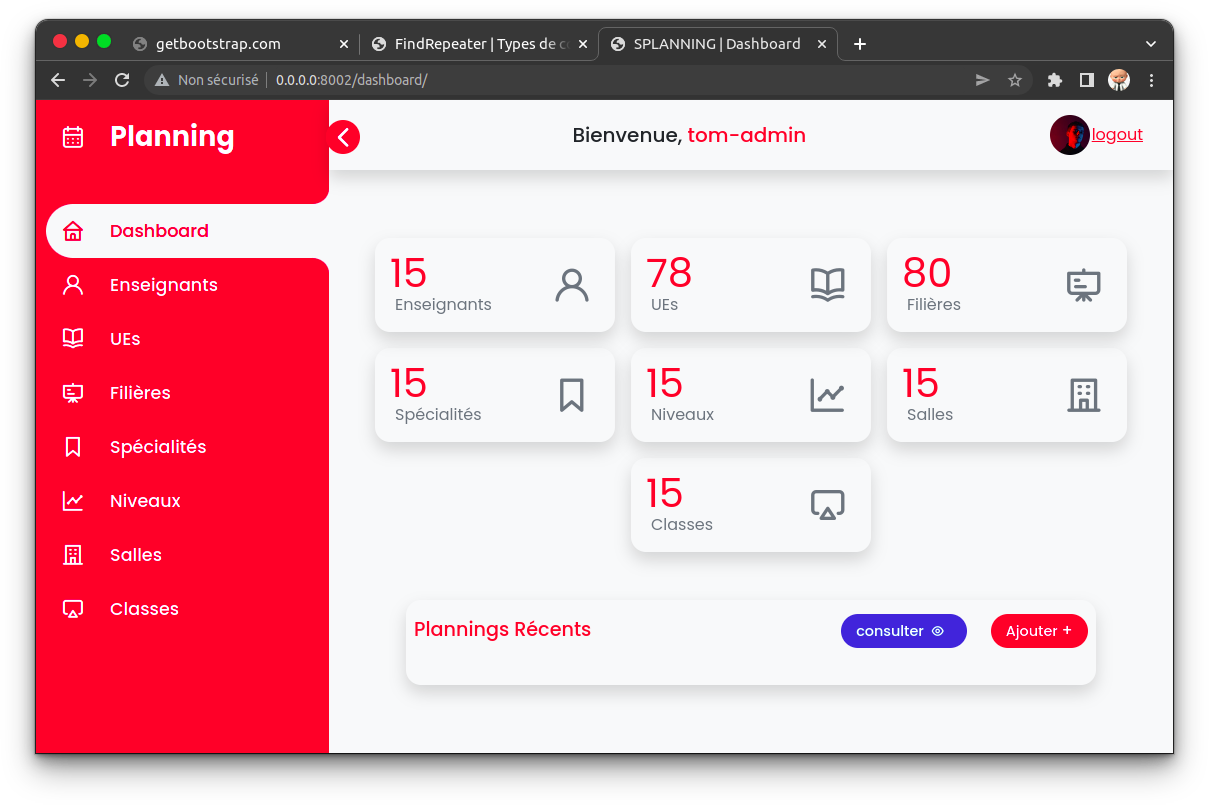 getbootstrap.com
FindRepeater | Types de c
SPLANNING | Dashboard
Non sécurisé | 0.0.0.0:8002/dashboard/
Planning
Bienvenue, tom-admin
logout
Dashboard
Enseignants
UEs
Filières
Spécialités
Niveaux
Salles
Classes
15
Enseignants
78
UEs
80
Filières
15
Spécialités
15
Niveaux
15
Salles
15
Classes
Plannings Récents
consulter
Ajouter +